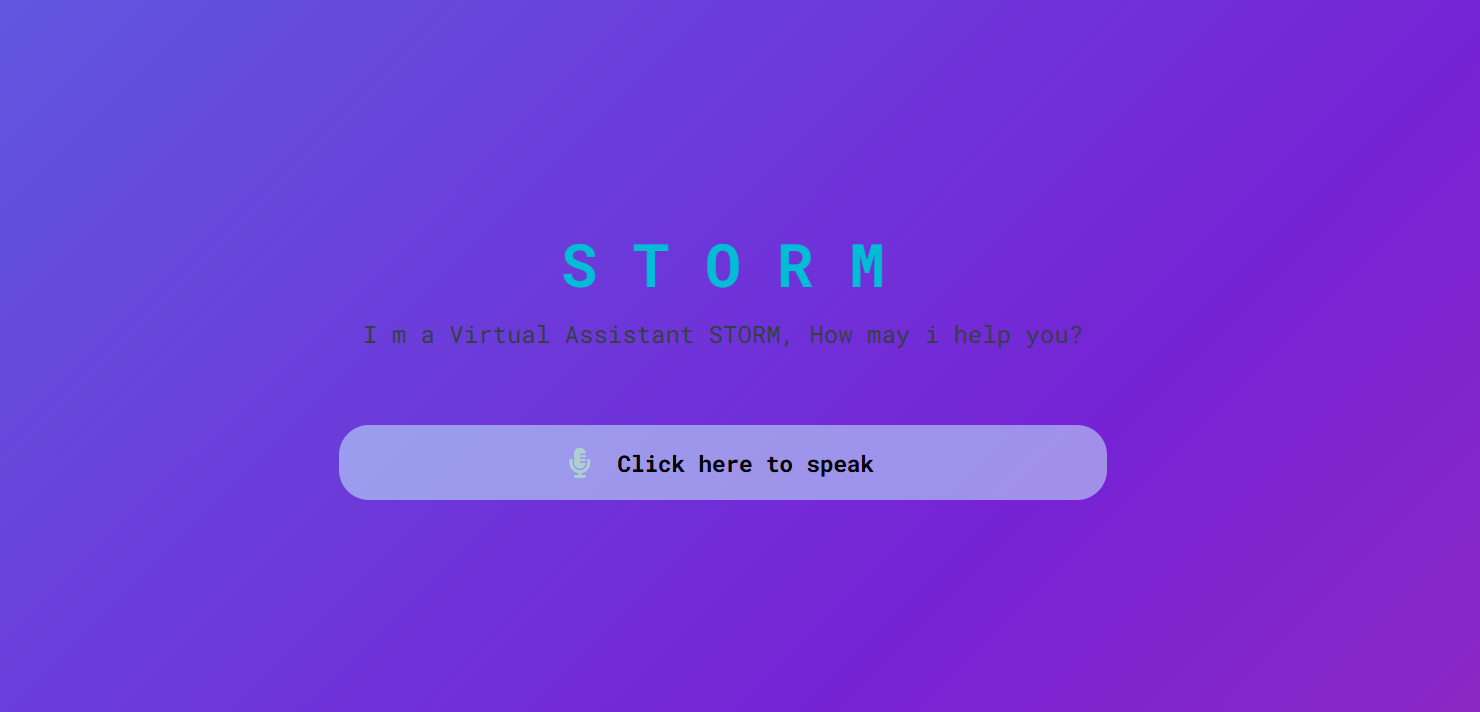 S T O R M
I m a Virtual Assistant STORM, How may i help you?
Click here to speak